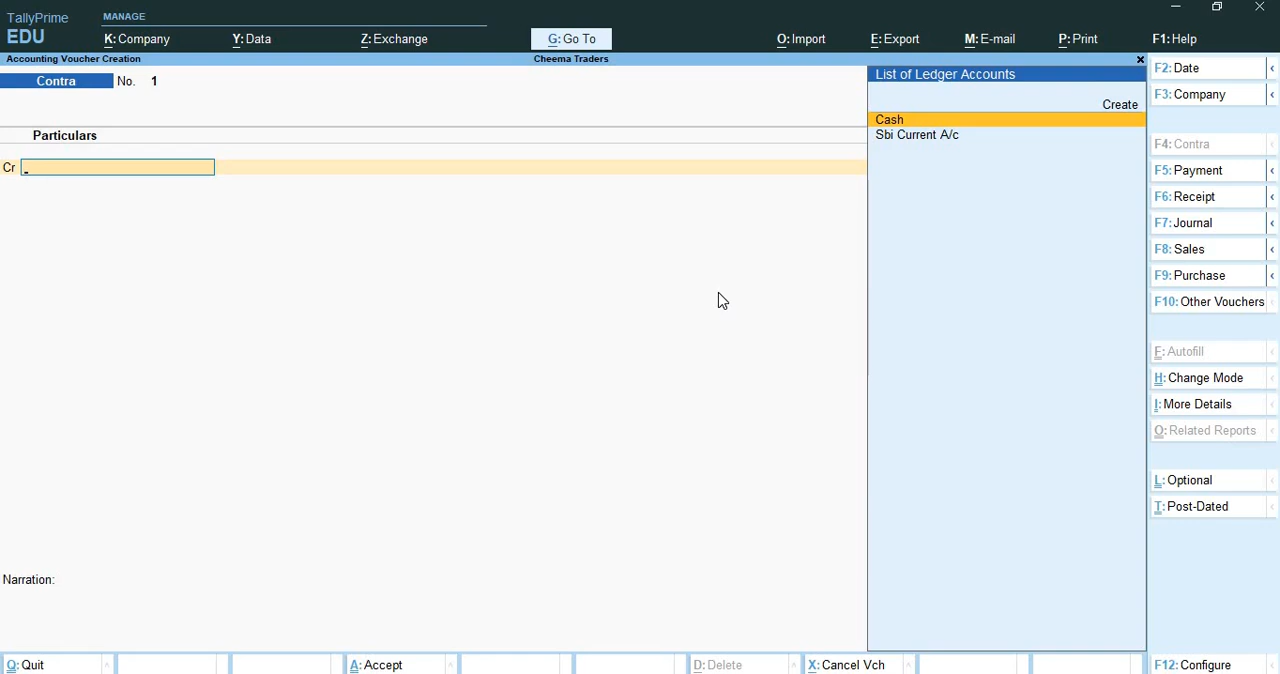 TallyPrime
EDU
MANAGE
K: Company
Y: Data
Z: Exchange
G: Go To
O: Import
E: Export
M: E-mail
P: Print
F1: Help
Accounting Voucher Creation
Cheema Traders
Contra No. 1
Particulars
Cr
Narration:
List of Ledger Accounts
Create
Cash
Sbi Current A/c
F2: Date
F3: Company
F4: Contra
F5: Payment
F6: Receipt
F7: Journal
F8: Sales
F9: Purchase
F10: Other Vouchers
F: Autofill
H: Change Mode
I: More Details
O: Related Reports
L: Optional
T: Post-Dated
Q: Quit
A: Accept
D: Delete
X: Cancel Vch
F12: Configure